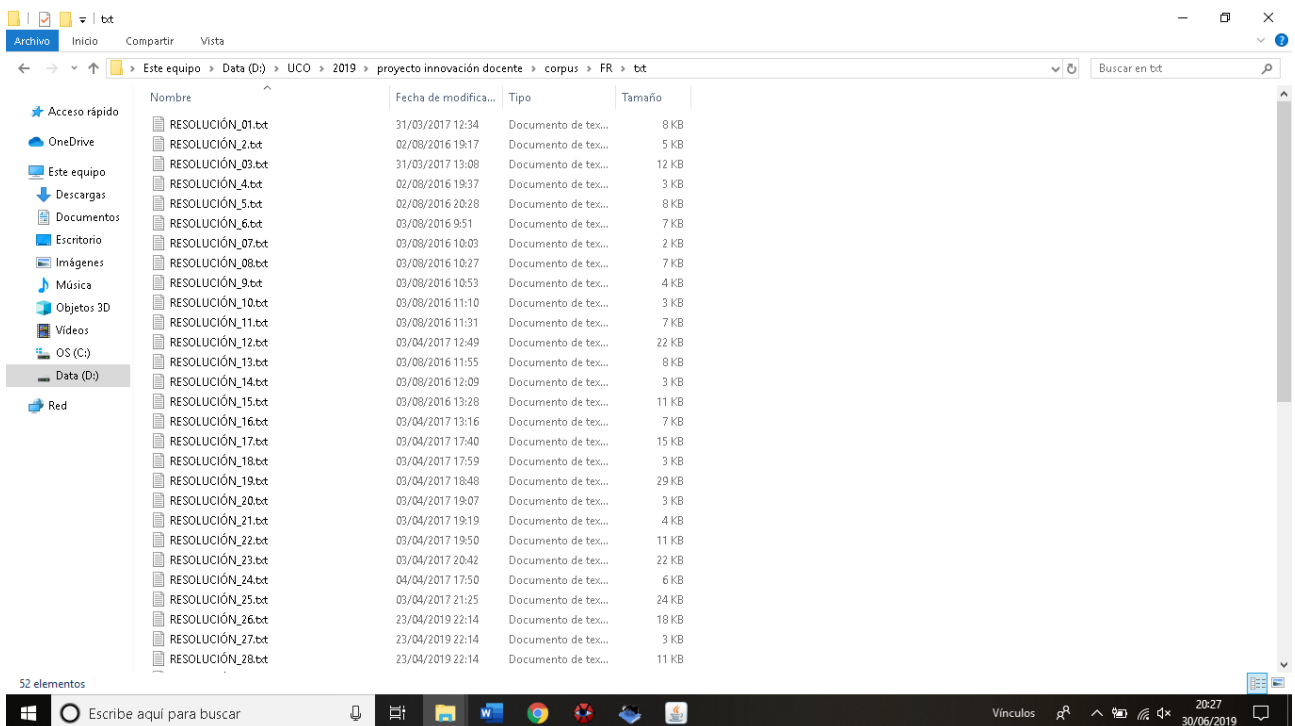 txt
Archivo Inicio Compartir Vista
Este equipo > Data (D:) > UCO > 2019 > proyecto innovación docente > corpus > FR > txt
Buscar en txt
Nombre Fecha de modifica... Tipo Tamaño
Acceso rápido
OneDrive
Este equipo
Descargas
Documentos
Escritorio
Imágenes
Música
Objetos 3D
Vídeos
OS (C:)
Data (D:)
Red
RESOLUCIÓN_01.txt 31/03/2017 12:34 Documento de tex... 8 KB
RESOLUCIÓN_2.txt 02/08/2016 19:17 Documento de tex... 5 KB
RESOLUCIÓN_03.txt 31/03/2017 13:08 Documento de tex... 12 KB
RESOLUCIÓN_4.txt 02/08/2016 19:37 Documento de tex... 3 KB
RESOLUCIÓN_5.txt 02/08/2016 20:28 Documento de tex... 8 KB
RESOLUCIÓN_6.txt 03/08/2016 9:51 Documento de tex... 7 KB
RESOLUCIÓN_07.txt 03/08/2016 10:03 Documento de tex... 2 KB
RESOLUCIÓN_08.txt 03/08/2016 10:27 Documento de tex... 7 KB
RESOLUCIÓN_9.txt 03/08/2016 10:53 Documento de tex... 4 KB
RESOLUCIÓN_10.txt 03/08/2016 11:10 Documento de tex... 3 KB
RESOLUCIÓN_11.txt 03/08/2016 11:31 Documento de tex... 7 KB
RESOLUCIÓN_12.txt 03/04/2017 12:49 Documento de tex... 22 KB
RESOLUCIÓN_13.txt 03/08/2016 11:55 Documento de tex... 8 KB
RESOLUCIÓN_14.txt 03/08/2016 12:09 Documento de tex... 3 KB
RESOLUCIÓN_15.txt 03/08/2016 13:28 Documento de tex... 11 KB
RESOLUCIÓN_16.txt 03/04/2017 13:16 Documento de tex... 7 KB
RESOLUCIÓN_17.txt 03/04/2017 17:40 Documento de tex... 15 KB
RESOLUCIÓN_18.txt 03/04/2017 17:59 Documento de tex... 3 KB
RESOLUCIÓN_19.txt 03/04/2017 18:48 Documento de tex... 29 KB
RESOLUCIÓN_20.txt 03/04/2017 19:07 Documento de tex... 3 KB
RESOLUCIÓN_21.txt 03/04/2017 19:19 Documento de tex... 4 KB
RESOLUCIÓN_22.txt 03/04/2017 19:50 Documento de tex... 11 KB
RESOLUCIÓN_23.txt 03/04/2017 20:42 Documento de tex... 22 KB
RESOLUCIÓN_24.txt 04/04/2017 17:50 Documento de tex... 6 KB
RESOLUCIÓN_25.txt 03/04/2017 21:25 Documento de tex... 24 KB
RESOLUCIÓN_26.txt 23/04/2019 22:14 Documento de tex... 18 KB
RESOLUCIÓN_27.txt 23/04/2019 22:14 Documento de tex... 3 KB
RESOLUCIÓN_28.txt 23/04/2019 22:14 Documento de tex... 11 KB
52 elementos
Escribe aquí para buscar
Vínculos
20:27
30/06/2019